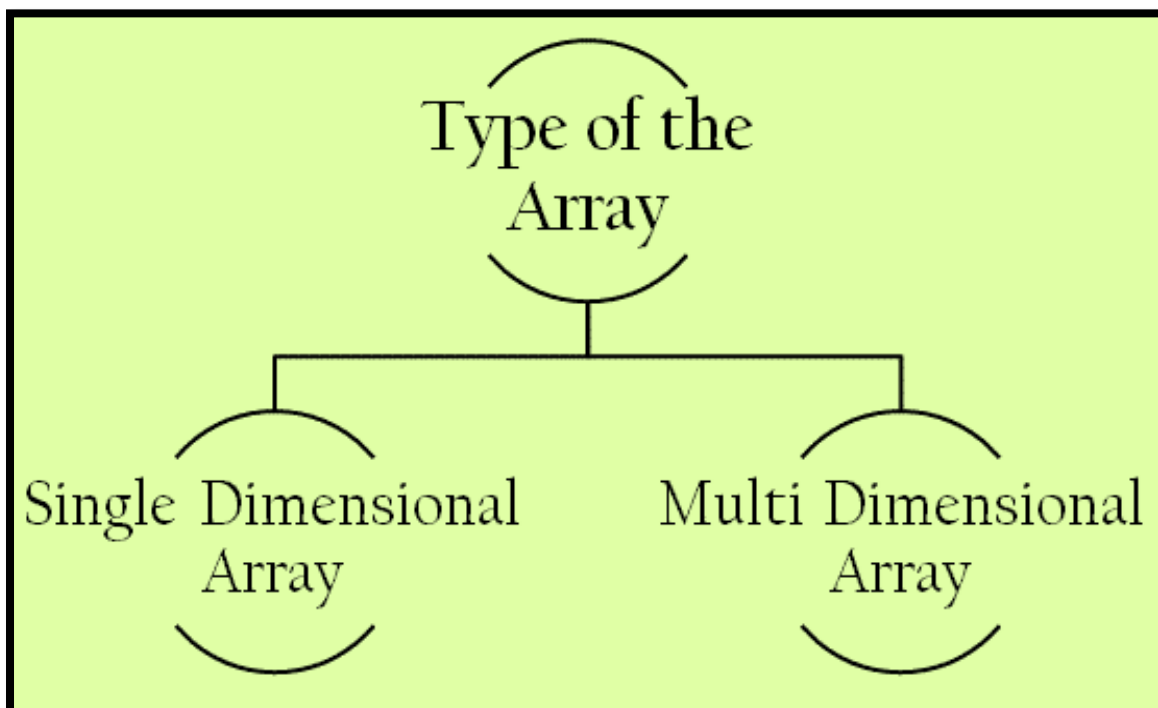 Type of the
Array
Single Dimensional
Array
Multi Dimensional
Array